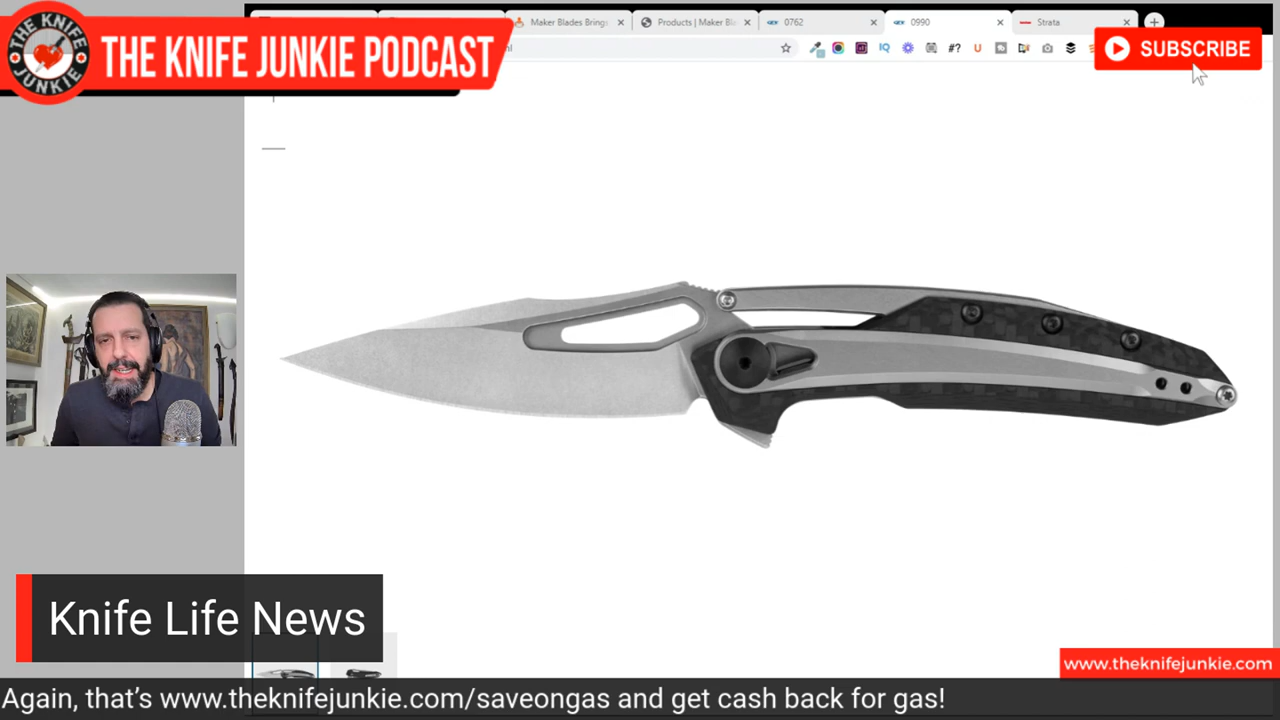 THE KNIFE JUNKIE
THE KNIFE JUNKIE PODCAST
Maker Blades Brings
Products | Maker Bla
0762
0990
Strata
SUBSCRIBE
Knife Life News
www.theknifejunkie.com
Again, that's www.theknifejunkie.com/saveongas and get cash back for gas!